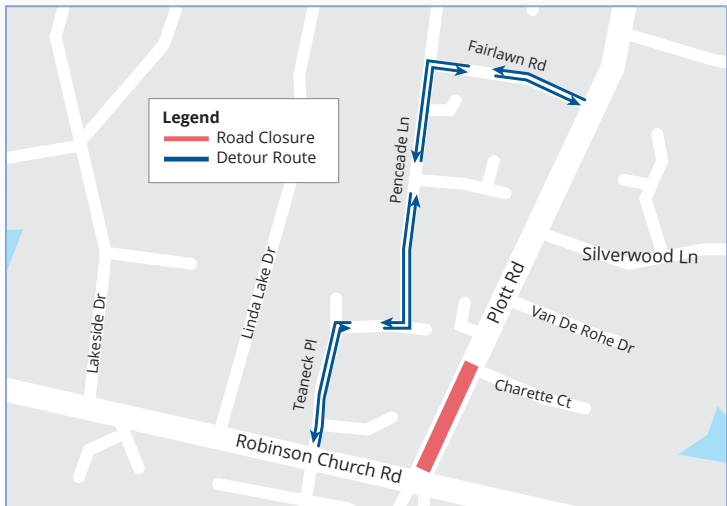 Fairlawn Rd
Legend
Road Closure
Detour Route
Penceade Ln
Silverwood Ln
Linda Lake Dr
Plott Rd
Lakeside Dr
Van De Rohe Dr
Teaneck Pl
Charette Ct
Robinson Church Rd